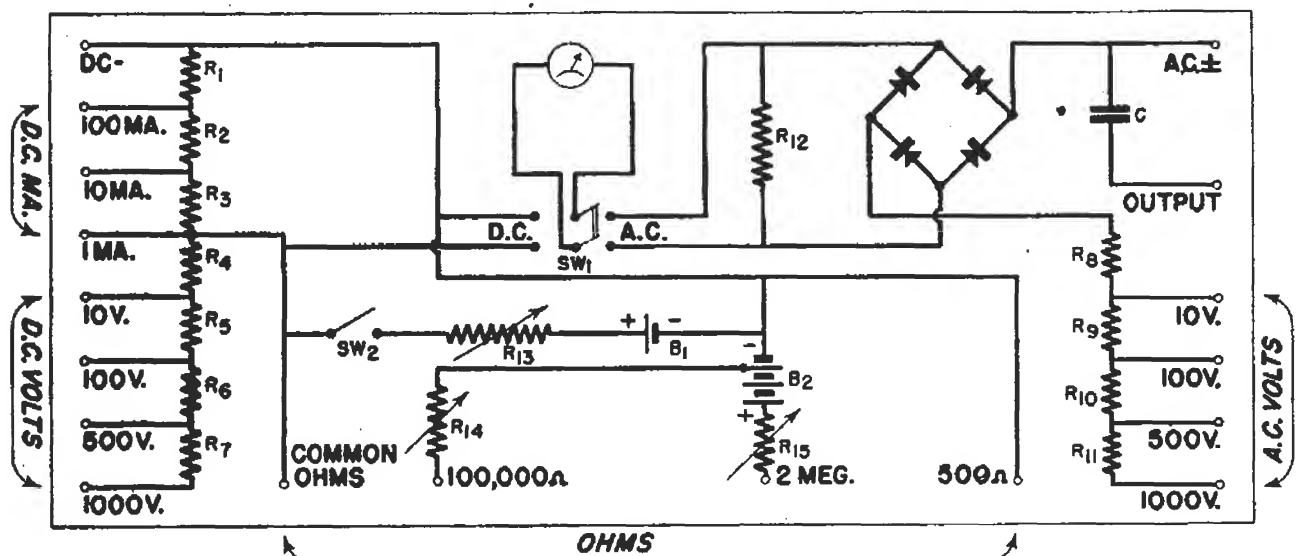 DC-
R1
100MA.
R2
10MA.
R3
1MA.
R4
10V.
R5
100V.
R6
500V.
R7
1000V.
D.C. MA.
D.C. VOLTS
D.C.
A.C.
SW1
SW2
R13
+ B1 -
-
B2
+
R14
R15
COMMON
OHMS
100,000Ω
2 MEG.
500Ω
R12
A.C.±
C
OUTPUT
R8
10V.
R9
100V.
R10
500V.
R11
1000V.
A.C. VOLTS
OHMS